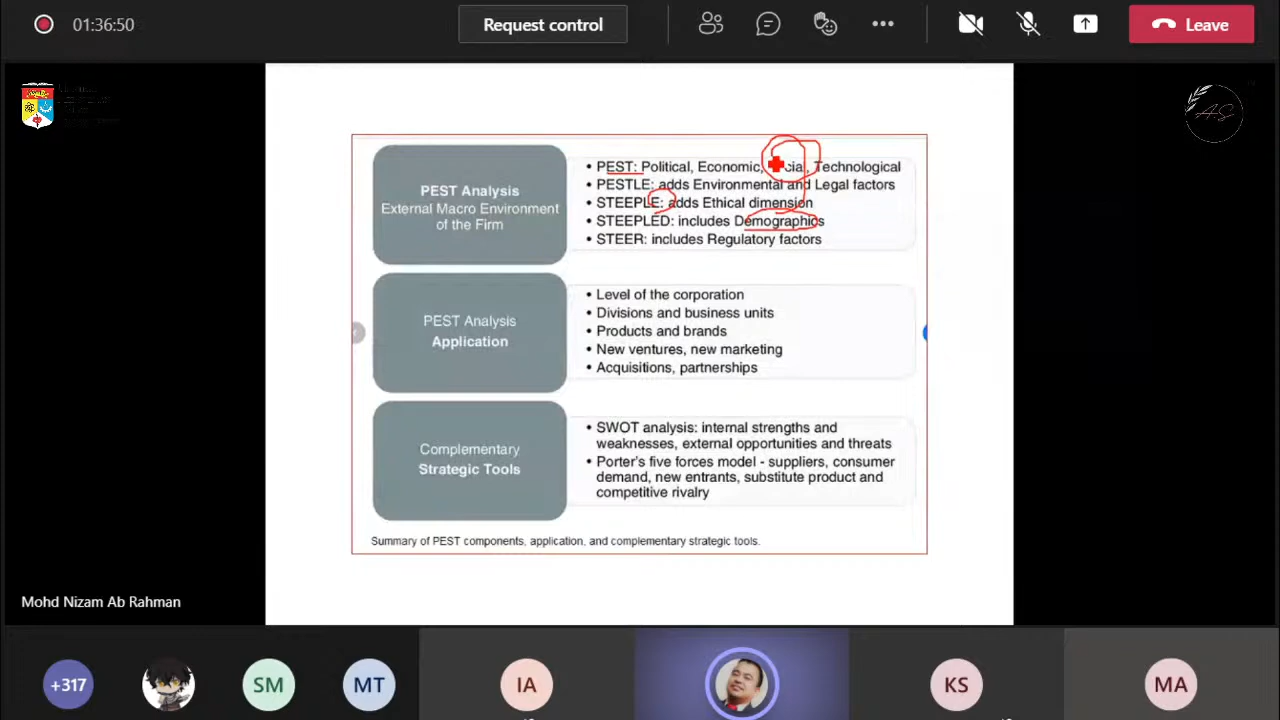 01:36:50
Request control
Leave
AS
PEST Analysis
External Macro Environment
of the Firm
• PEST: Political, Economic, Social, Technological
• PESTLE: adds Environmental and Legal factors
• STEEPLE: adds Ethical dimension
• STEEPLED: includes Demographics
• STEER: includes Regulatory factors
PEST Analysis
Application
• Level of the corporation
• Divisions and business units
• Products and brands
• New ventures, new marketing
• Acquisitions, partnerships
Complementary
Strategic Tools
• SWOT analysis: internal strengths and
weaknesses, external opportunities and threats
• Porter's five forces model - suppliers, consumer
demand, new entrants, substitute product and
competitive rivalry
Summary of PEST components, application, and complementary strategic tools.
Mohd Nizam Ab Rahman
+317
SM
MT
IA
KS
MA